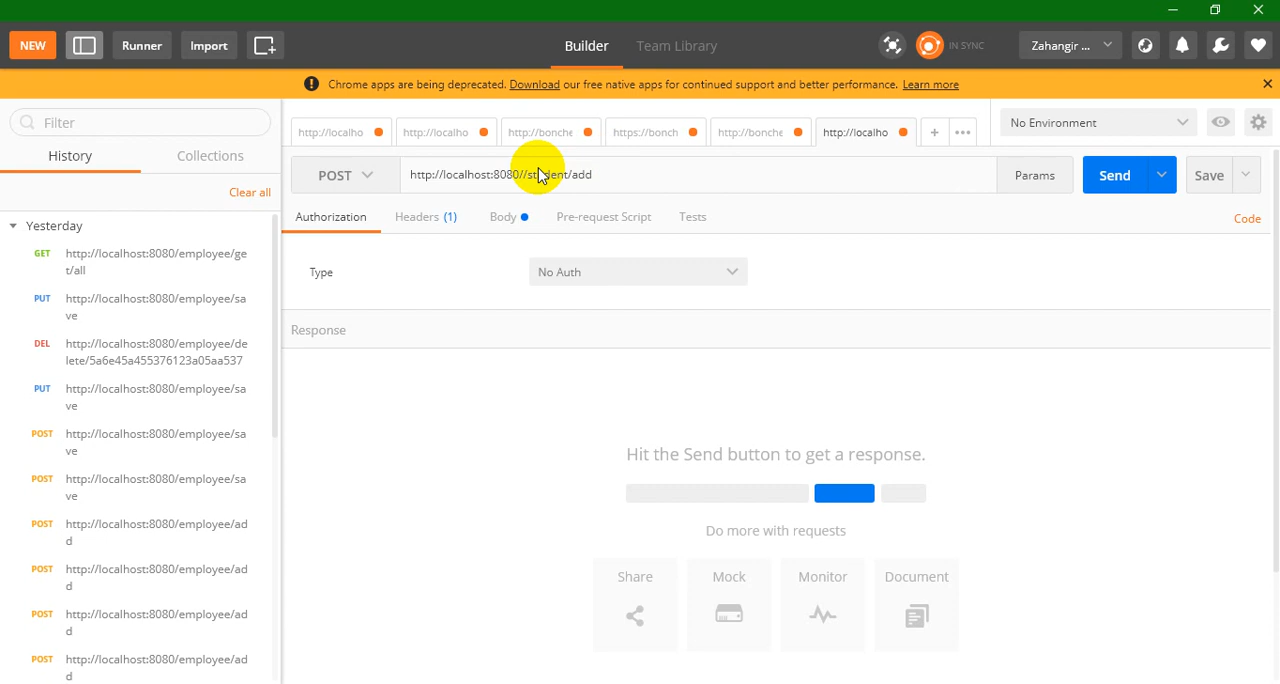 NEW
Runner
Import
Builder
Team Library
IN SYNC
Zahangir ...
Chrome apps are being deprecated. Download our free native apps for continued support and better performance. Learn more
Filter
History
Collections
Clear all
Yesterday
GET http://localhost:8080/employee/ge
t/all
PUT http://localhost:8080/employee/sa
ve
DEL http://localhost:8080/employee/de
lete/5a6e45a455376123a05aa537
PUT http://localhost:8080/employee/sa
ve
POST http://localhost:8080/employee/sa
ve
POST http://localhost:8080/employee/sa
ve
POST http://localhost:8080/employee/ad
d
POST http://localhost:8080/employee/ad
d
POST http://localhost:8080/employee/ad
d
POST http://localhost:8080/employee/ad
d
http://localho
http://localho
http://bonche
https://bonch
http://bonche
http://localho
No Environment
POST
http://localhost:8080//student/add
Params
Send
Save
Authorization
Headers (1)
Body
Pre-request Script
Tests
Code
Type
No Auth
Response
Hit the Send button to get a response.
Do more with requests
Share
Mock
Monitor
Document